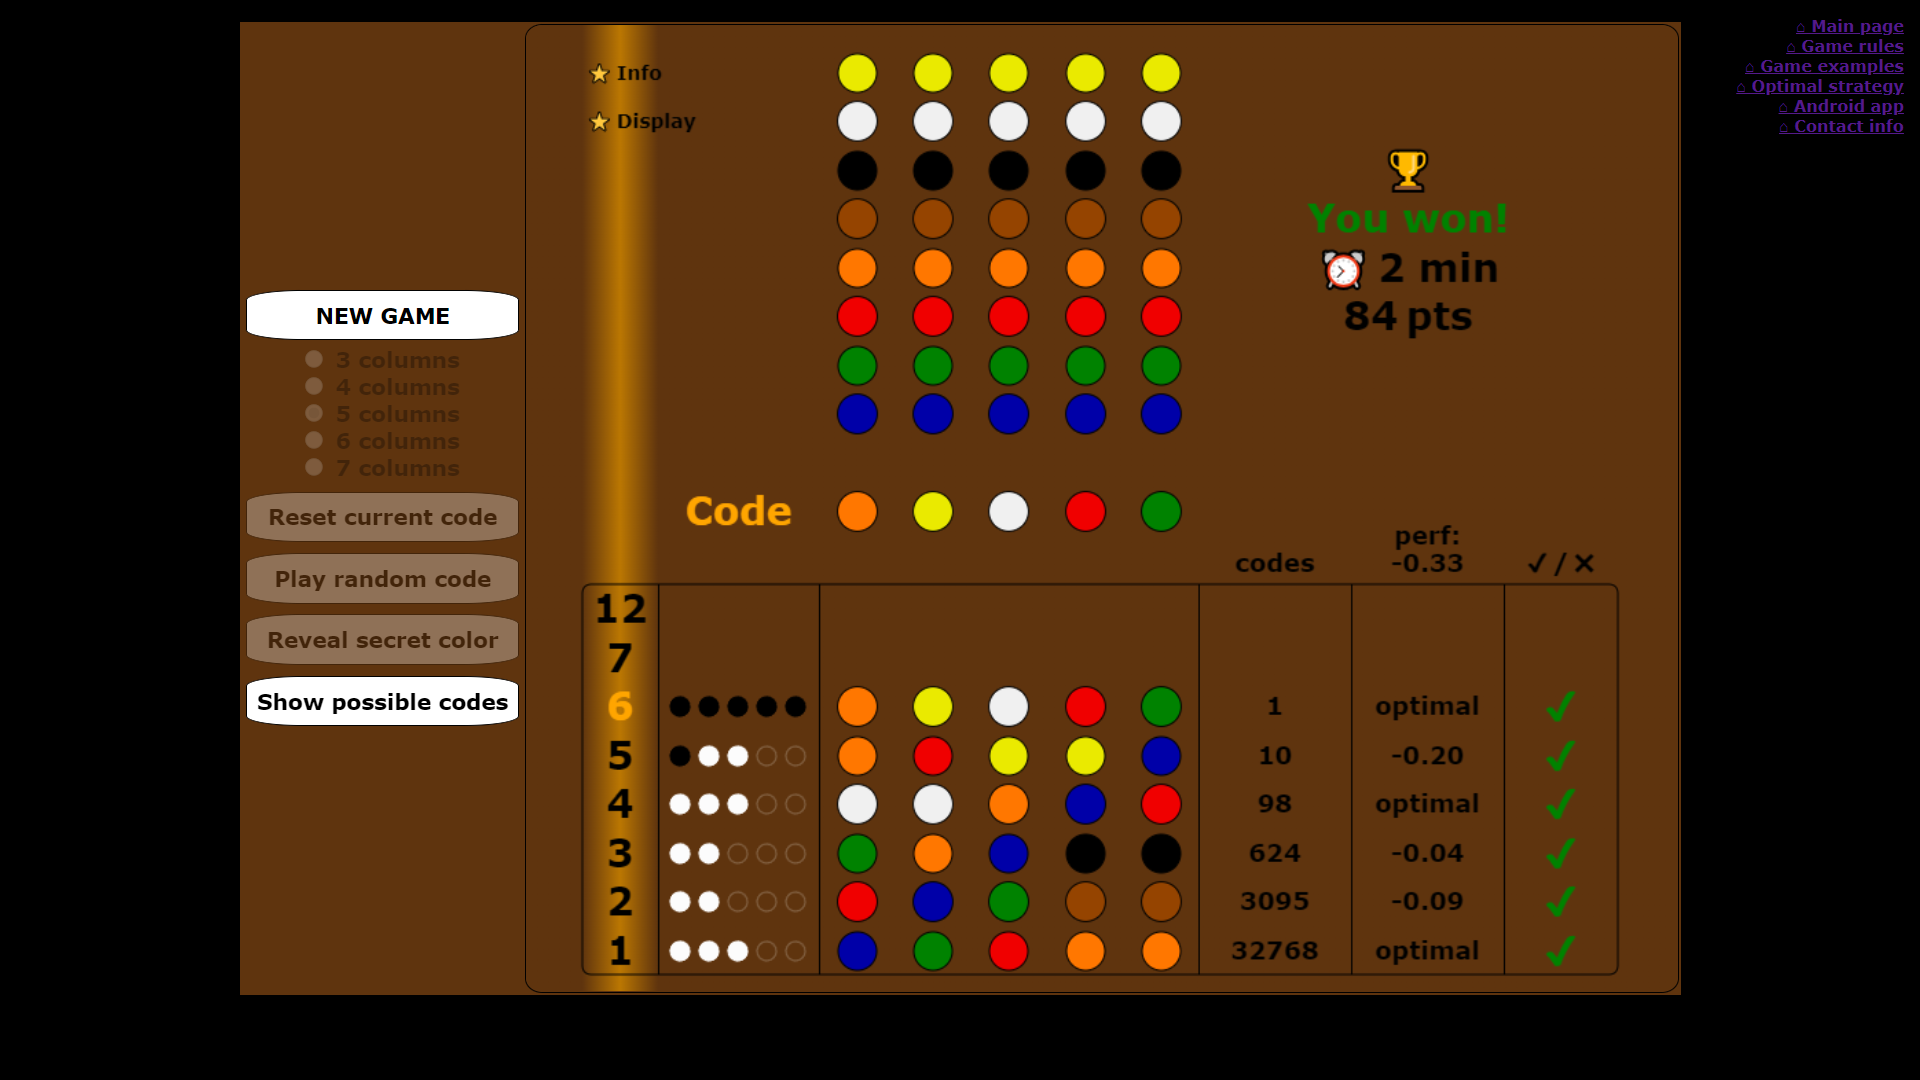 ⌂ Main page
⌂ Game rules
⌂ Game examples
⌂ Optimal strategy
⌂ Android app
⌂ Contact info
Info
Display
You won!
2 min
84 pts
NEW GAME
3 columns
4 columns
5 columns
6 columns
7 columns
Reset current code
Play random code
Reveal secret color
Show possible codes
Code
codes
perf:
-0.33
✓/✕
12
7
6 1 optimal ✓
5 10 -0.20 ✓
4 98 optimal ✓
3 624 -0.04 ✓
2 3095 -0.09 ✓
1 32768 optimal ✓